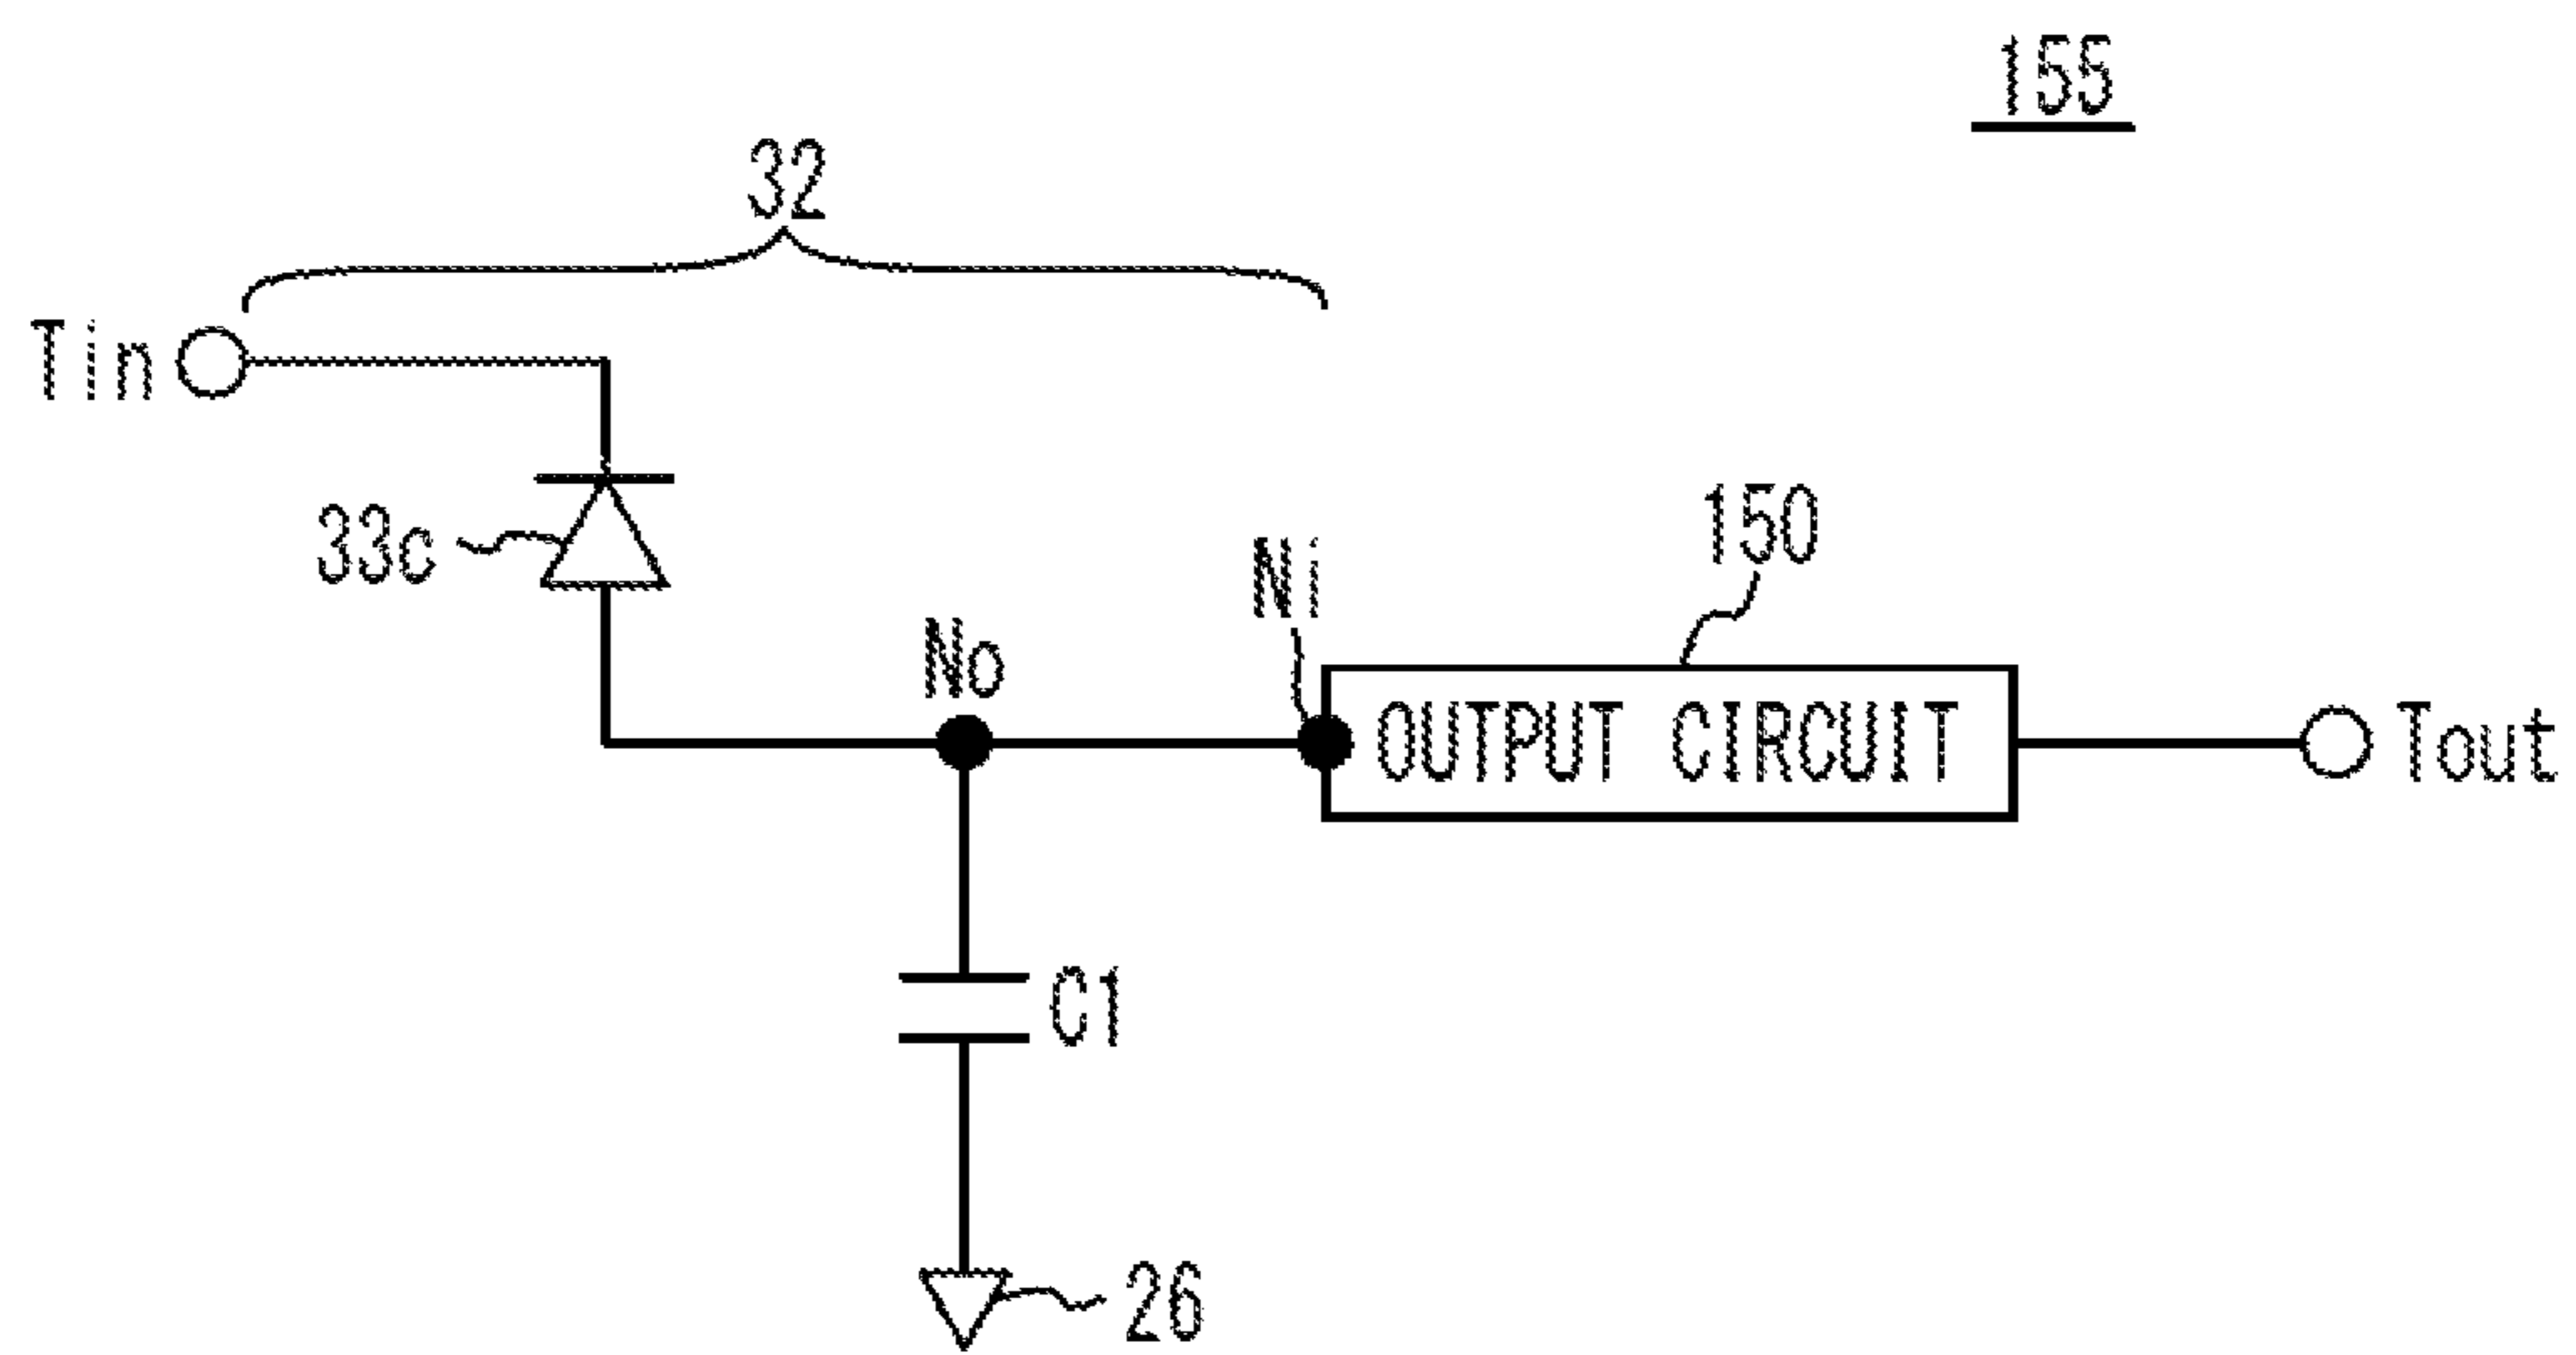 155
32
Tin
33c
No
Ni
150
OUTPUT CIRCUIT
Tout
C1
26